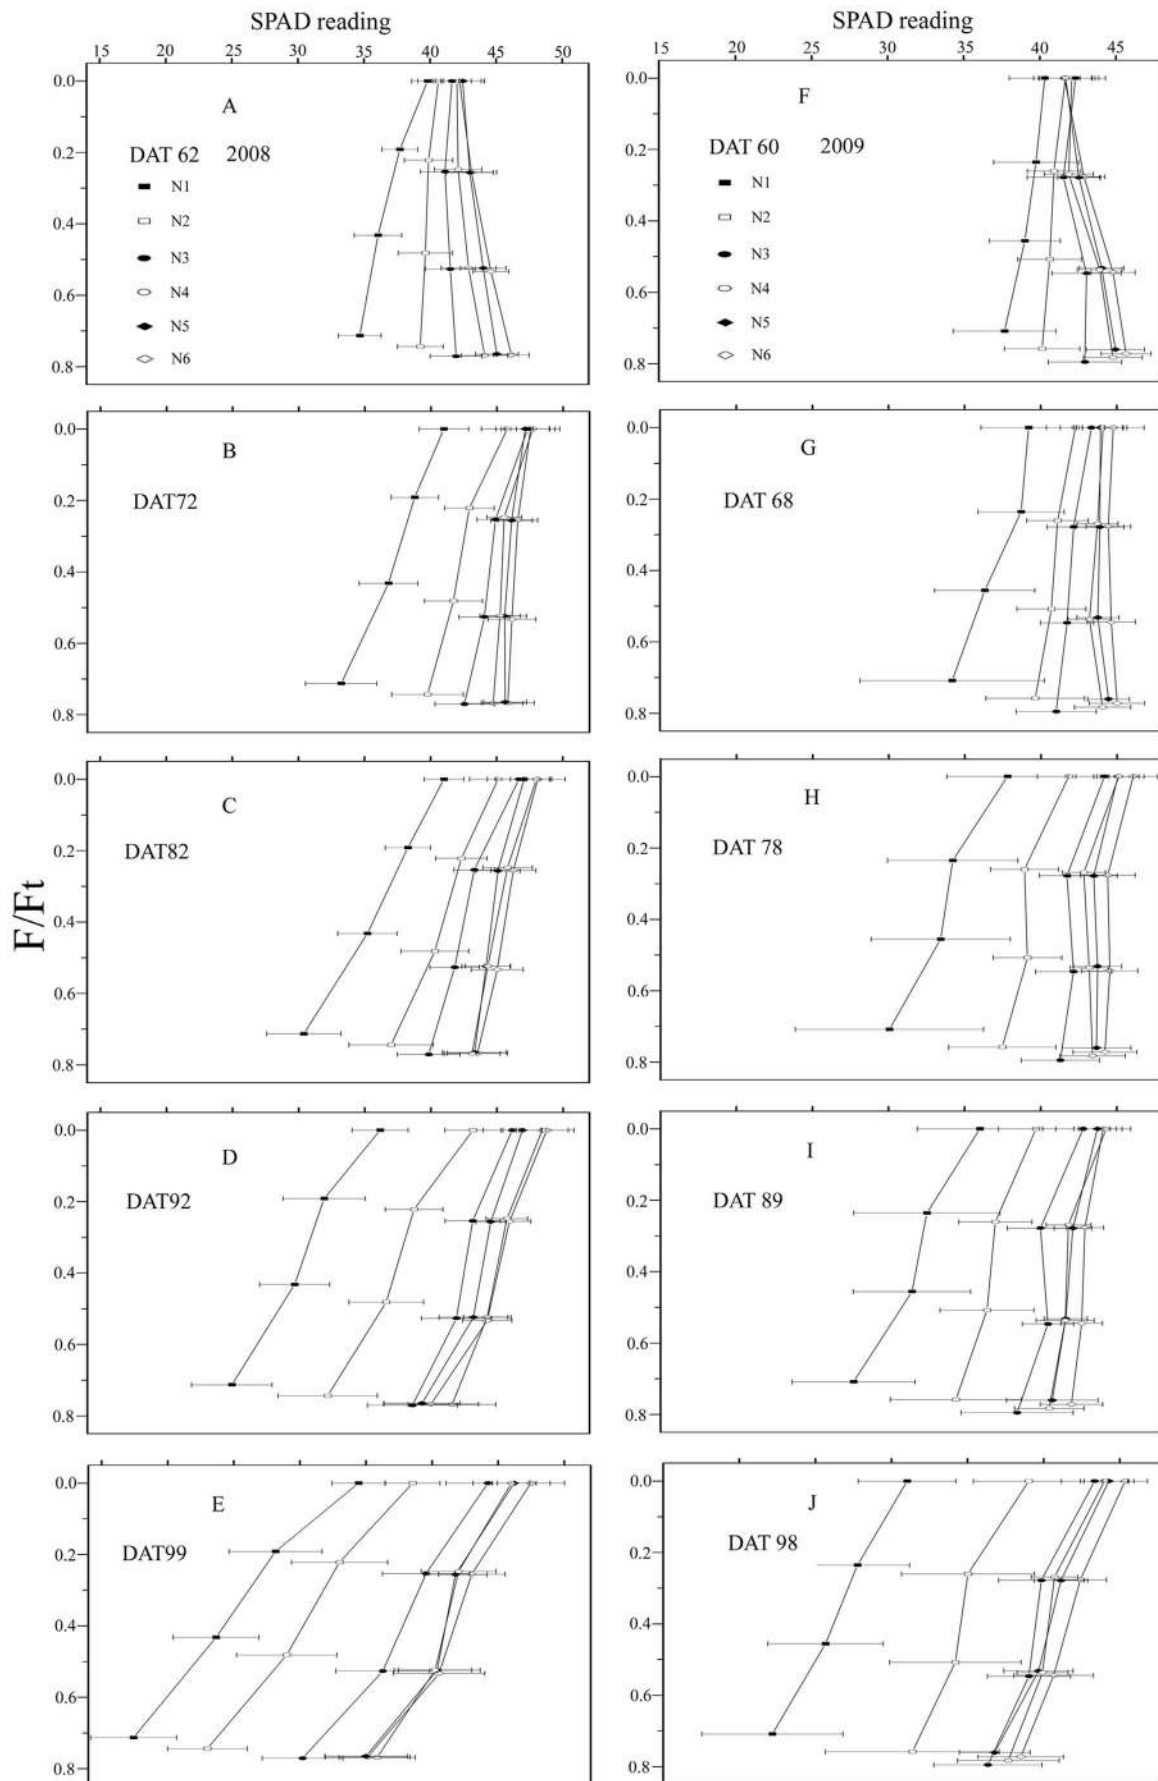 SPAD reading
15 20 25 30 35 40 45 50
0.0
A
DAT 62 2008
0.2
N1
N2
0.4
N3
N4
0.6
N5
N6
0.8
0.0
B
DAT72
0.2
0.4
0.6
0.8
0.0
C
DAT82
0.2
0.4
0.6
0.8
0.0
D
DAT92
0.2
0.4
0.6
0.8
0.0
E
DAT99
0.2
0.4
0.6
0.8
F/Ft
SPAD reading
15 20 25 30 35 40 45
0.0
F
DAT 60 2009
0.2
N1
N2
0.4
N3
N4
0.6
N5
N6
0.8
0.0
G
DAT 68
0.2
0.4
0.6
0.8
0.0
H
DAT 78
0.2
0.4
0.6
0.8
0.0
I
DAT 89
0.2
0.4
0.6
0.8
0.0
J
DAT 98
0.2
0.4
0.6
0.8